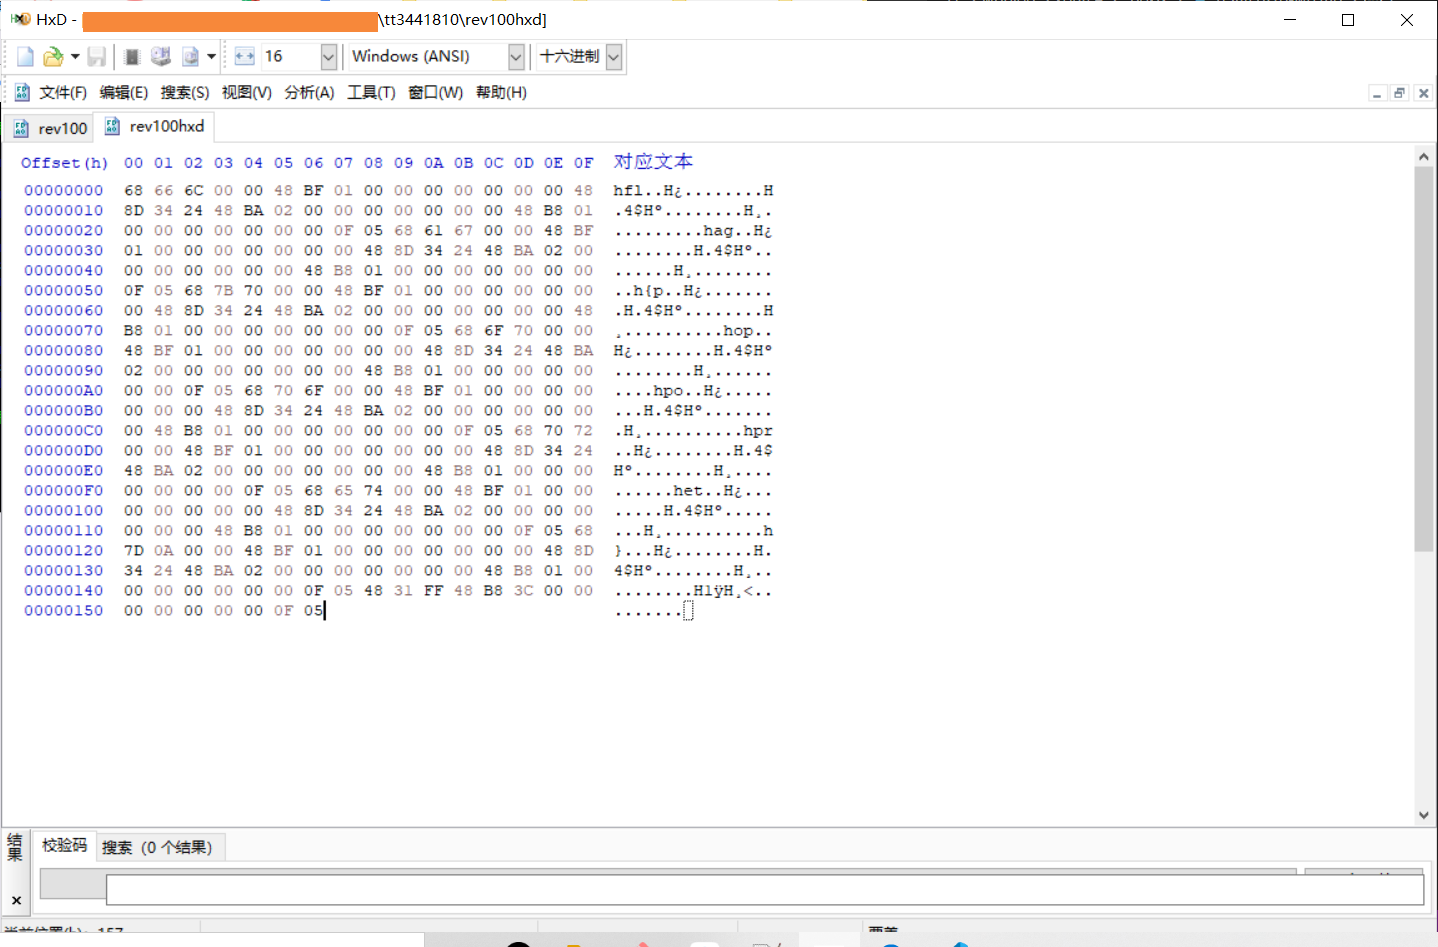 HxD - \tt3441810\rev100hxd]
16 Windows (ANSI) 十六进制
文件(F) 编辑(E) 搜索(S) 视图(V) 分析(A) 工具(T) 窗口(W) 帮助(H)
rev100 rev100hxd
Offset(h) 00 01 02 03 04 05 06 07 08 09 0A 0B 0C 0D 0E 0F 对应文本
00000000 68 66 6C 00 00 48 BF 01 00 00 00 00 00 00 00 48 hfl..H¿........H
00000010 8D 34 24 48 BA 02 00 00 00 00 00 00 00 48 B8 01 .4$Hº........H¸.
00000020 00 00 00 00 00 00 00 0F 05 68 61 67 00 00 48 BF .........hag..H¿
00000030 01 00 00 00 00 00 00 00 48 8D 34 24 48 BA 02 00 ........H.4$Hº..
00000040 00 00 00 00 00 00 48 B8 01 00 00 00 00 00 00 00 ......H¸........
00000050 0F 05 68 7B 70 00 00 48 BF 01 00 00 00 00 00 00 ..h{p..H¿.......
00000060 00 48 8D 34 24 48 BA 02 00 00 00 00 00 00 00 48 .H.4$Hº........H
00000070 B8 01 00 00 00 00 00 00 00 0F 05 68 6F 70 00 00 ¸..........hop..
00000080 48 BF 01 00 00 00 00 00 00 00 48 8D 34 24 48 BA H¿........H.4$Hº
00000090 02 00 00 00 00 00 00 00 48 B8 01 00 00 00 00 00 ........H¸......
000000A0 00 00 0F 05 68 70 6F 00 00 48 BF 01 00 00 00 00 ....hpo..H¿.....
000000B0 00 00 00 48 8D 34 24 48 BA 02 00 00 00 00 00 00 ...H.4$Hº.......
000000C0 00 48 B8 01 00 00 00 00 00 00 00 0F 05 68 70 72 .H¸..........hpr
000000D0 00 00 48 BF 01 00 00 00 00 00 00 00 48 8D 34 24 ..H¿........H.4$
000000E0 48 BA 02 00 00 00 00 00 00 00 48 B8 01 00 00 00 Hº........H¸....
000000F0 00 00 00 00 0F 05 68 65 74 00 00 48 BF 01 00 00 ......het..H¿...
00000100 00 00 00 00 00 48 8D 34 24 48 BA 02 00 00 00 00 .....H.4$Hº.....
00000110 00 00 00 48 B8 01 00 00 00 00 00 00 00 0F 05 68 ...H¸..........h
00000120 7D 0A 00 00 48 BF 01 00 00 00 00 00 00 00 48 8D }...H¿........H.
00000130 34 24 48 BA 02 00 00 00 00 00 00 00 48 B8 01 00 4$Hº........H¸..
00000140 00 00 00 00 00 00 0F 05 48 31 FF 48 B8 3C 00 00 ........H1ÿH¸<..
00000150 00 00 00 00 00 0F 05 .......
结果
校验码 搜索 (0 个结果)